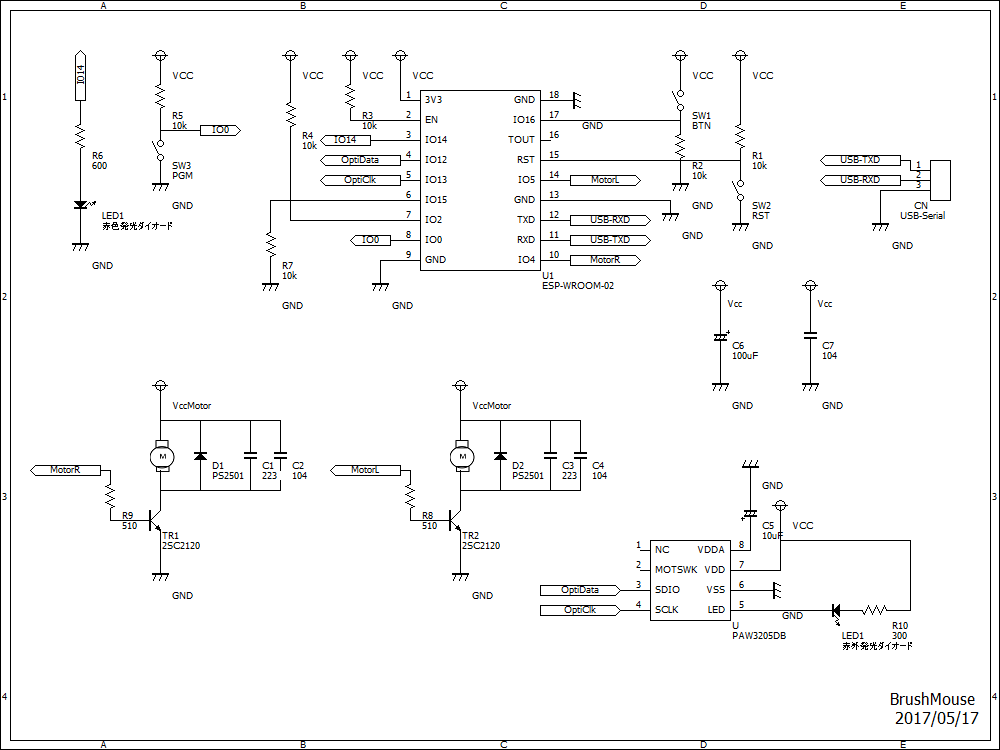 A B C D E
1
2
3
4
1
2
3
4
IO14
R6
600
LED1
赤色発光ダイオード
GND
VCC
R5
10k
IO0
SW3
PGM
GND
VCC
R4
10k
VCC
R3
10k
VCC
IO14
OptiData
OptiClk
IO0
R7
10k
GND
GND
1 3V3
2 EN
3 IO14
4 IO12
5 IO13
6 IO15
7 IO2
8 IO0
9 GND
GND 18
IO16 17
TOUT 16
RST 15
IO5 14
GND 13
TXD 12
RXD 11
IO4 10
U1
ESP-WROOM-02
GND
MotorL
USB-RXD
USB-TXD
MotorR
GND
VCC
SW1
BTN
R2
10k
GND
VCC
R1
10k
SW2
RST
GND
USB-TXD
USB-RXD
1
2
3
CN
USB-Serial
GND
Vcc
C6
100uF
GND
Vcc
C7
104
GND
VccMotor
M
D1
PS2501
C1
223
C2
104
MotorR
R9
510
TR1
2SC2120
GND
VccMotor
M
D2
PS2501
C3
223
C4
104
MotorL
R8
510
TR2
2SC2120
GND
GND
C5
10uF
VCC
1 NC
2 MOTSWK
3 SDIO
4 SCLK
VDDA 8
VDD 7
VSS 6
LED 5
OptiData
OptiClk
U
PAW3205DB
GND
LED1
赤外発光ダイオード
R10
300
BrushMouse
2017/05/17
A B C D E